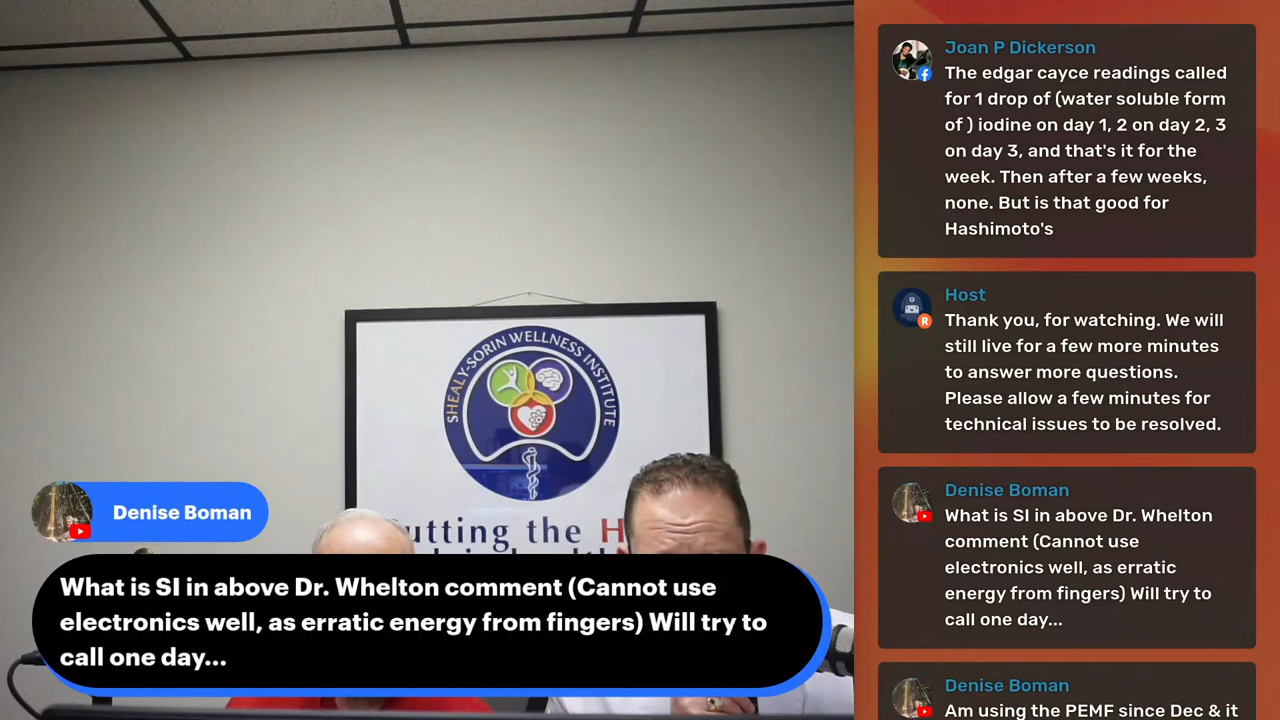 SHEALY-SORIN WELLNESS INSTITUTE
utting the H
Denise Boman
What is SI in above Dr. Whelton comment (Cannot use
electronics well, as erratic energy from fingers) Will try to
call one day...
Joan P Dickerson
The edgar cayce readings called
for 1 drop of (water soluble form
of ) iodine on day 1, 2 on day 2, 3
on day 3, and that's it for the
week. Then after a few weeks,
none. But is that good for
Hashimoto's
Host
Thank you, for watching. We will
still live for a few more minutes
to answer more questions.
Please allow a few minutes for
technical issues to be resolved.
Denise Boman
What is SI in above Dr. Whelton
comment (Cannot use
electronics well, as erratic
energy from fingers) Will try to
call one day...
Denise Boman
Am using the PEMF since Dec & it